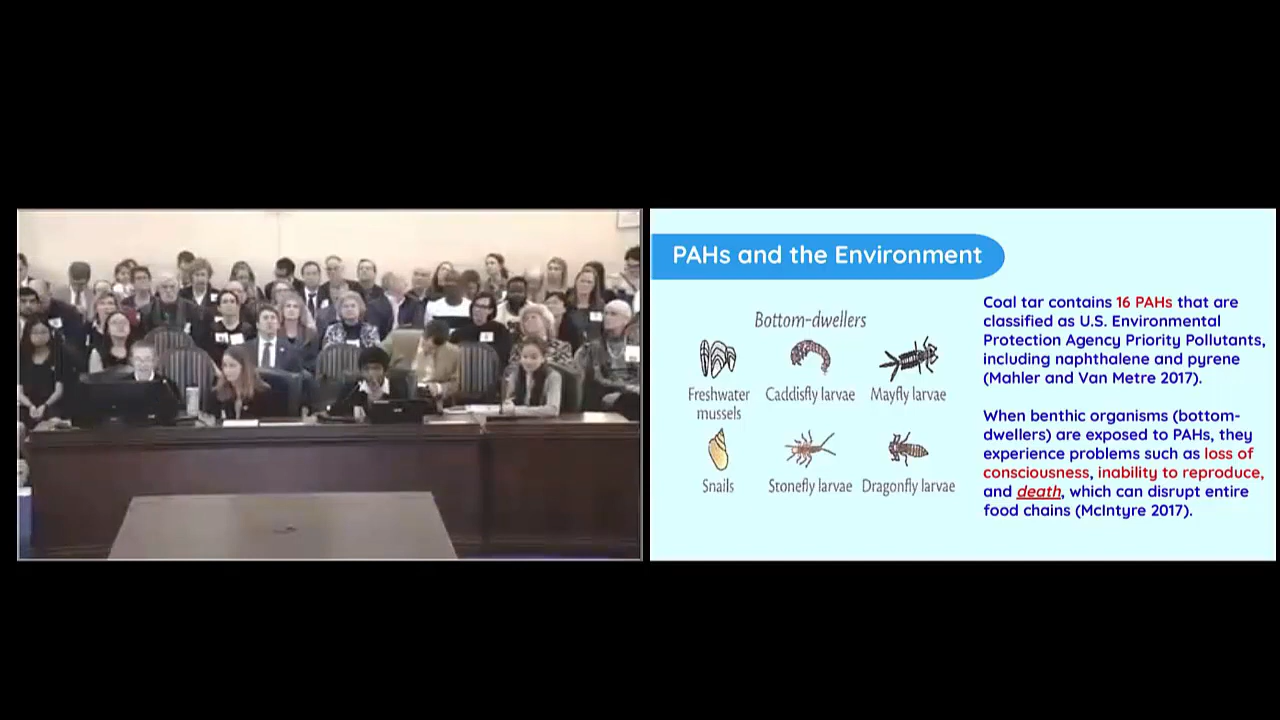 PAHs and the Environment
Bottom-dwellers
Freshwater
mussels
Caddisfly larvae
Mayfly larvae
Snails
Stonefly larvae
Dragonfly larvae
Coal tar contains 16 PAHs that are
classified as U.S. Environmental
Protection Agency Priority Pollutants,
including naphthalene and pyrene
(Mahler and Van Metre 2017).
When benthic organisms (bottom-
dwellers) are exposed to PAHs, they
experience problems such as loss of
consciousness, inability to reproduce,
and death, which can disrupt entire
food chains (McIntyre 2017).